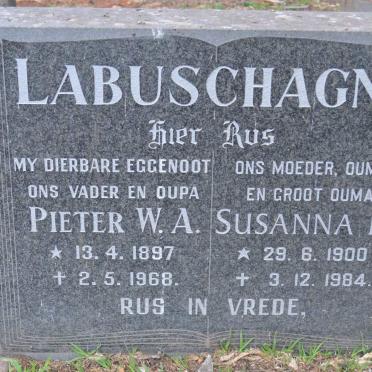 LABUSCHAGN
Hier Rus
MY DIERBARE EGGENOOT
ONS VADER EN OUPA
PIETER W. A.
★ 13. 4. 1897
✝ 2. 5. 1968.
ONS MOEDER, OUM
EN GROOT OUMA
SUSANNA
★ 29. 6. 1900
✝ 3. 12. 1984.
RUS IN VREDE,